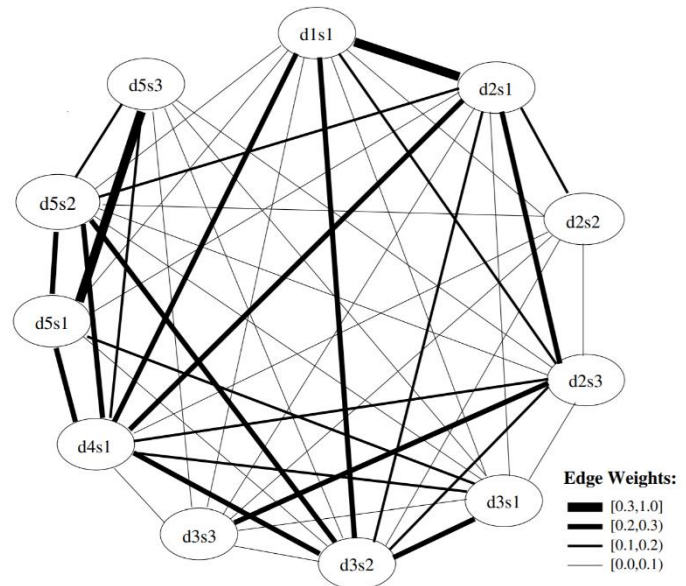 d1s1
d5s3
d2s1
d5s2
d2s2
d5s1
d2s3
d4s1
d3s1
d3s3
d3s2
Edge Weights:
[0.3,1.0]
[0.2,0.3)
[0.1,0.2)
[0.0,0.1)